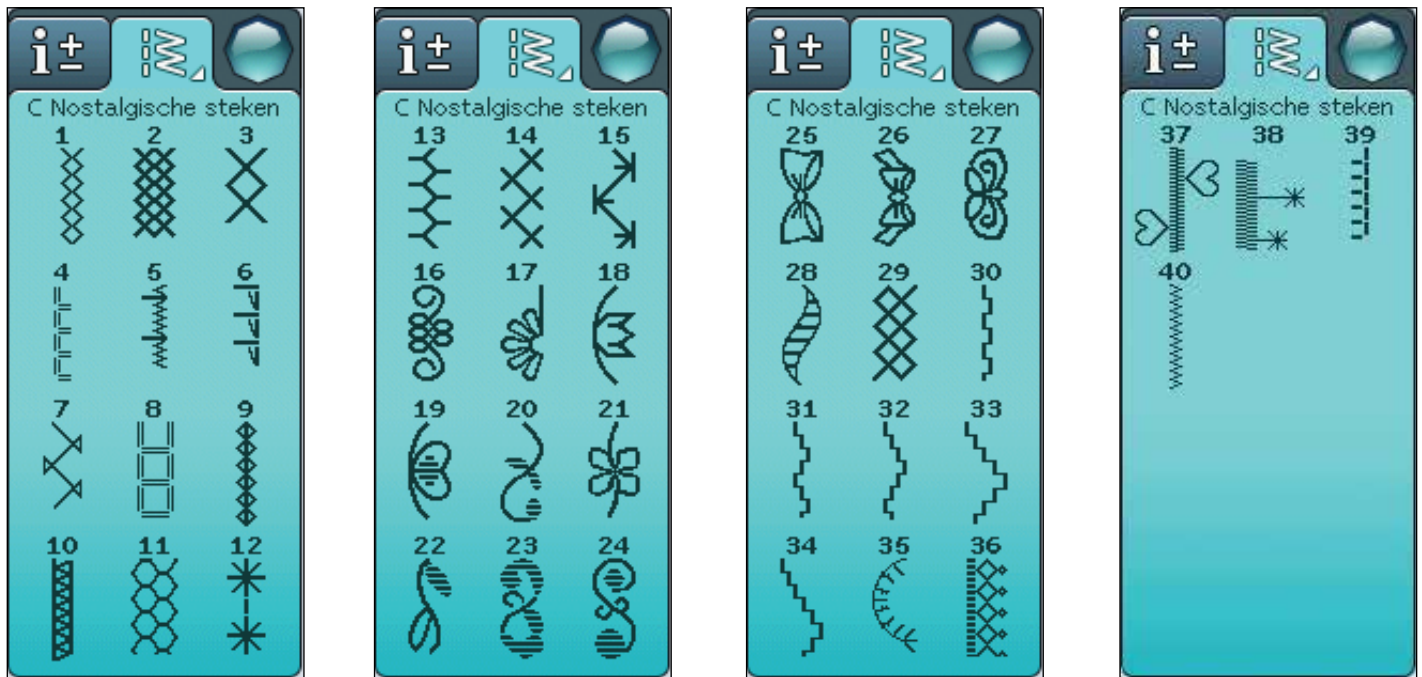 i±
C Nostalgische steken
1 2 3
4 5 6
7 8 9
10 11 12
i±
C Nostalgische steken
13 14 15
16 17 18
19 20 21
22 23 24
i±
C Nostalgische steken
25 26 27
28 29 30
31 32 33
34 35 36
i±
C Nostalgische steken
37 38 39
40